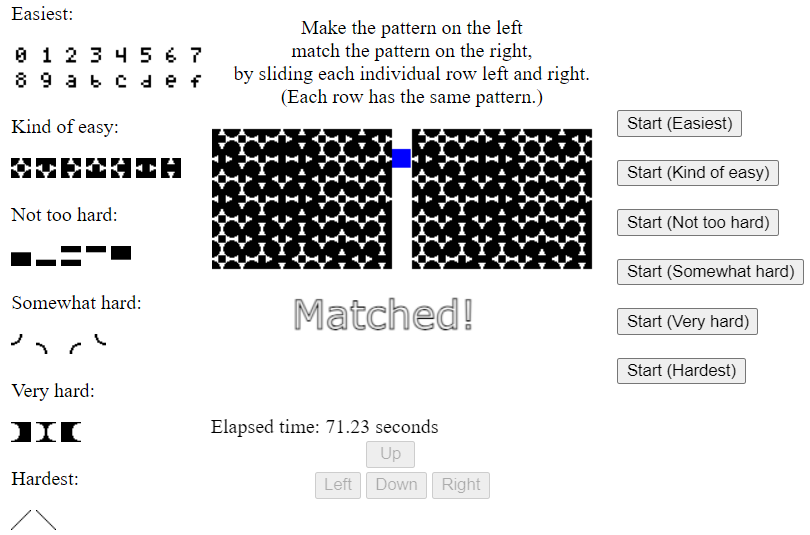 Easiest:
0 1 2 3 4 5 6 7
8 9 a b c d e f
Kind of easy:
Not too hard:
Somewhat hard:
Very hard:
Hardest:
Make the pattern on the left
match the pattern on the right,
by sliding each individual row left and right.
(Each row has the same pattern.)
Matched!
Elapsed time: 71.23 seconds
Up
Left Down Right
Start (Easiest)
Start (Kind of easy)
Start (Not too hard)
Start (Somewhat hard)
Start (Very hard)
Start (Hardest)